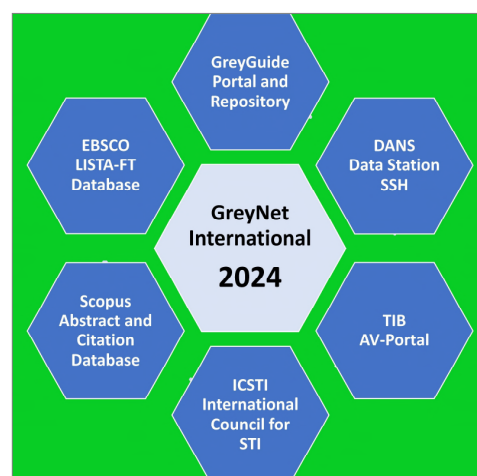 GreyGuide
Portal and
Repository
EBSCO
LISTA-FT
Database
DANS
Data Station
SSH
GreyNet
International
2024
Scopus
Abstract and
Citation
Database
TIB
AV-Portal
ICSTI
International
Council for
STI